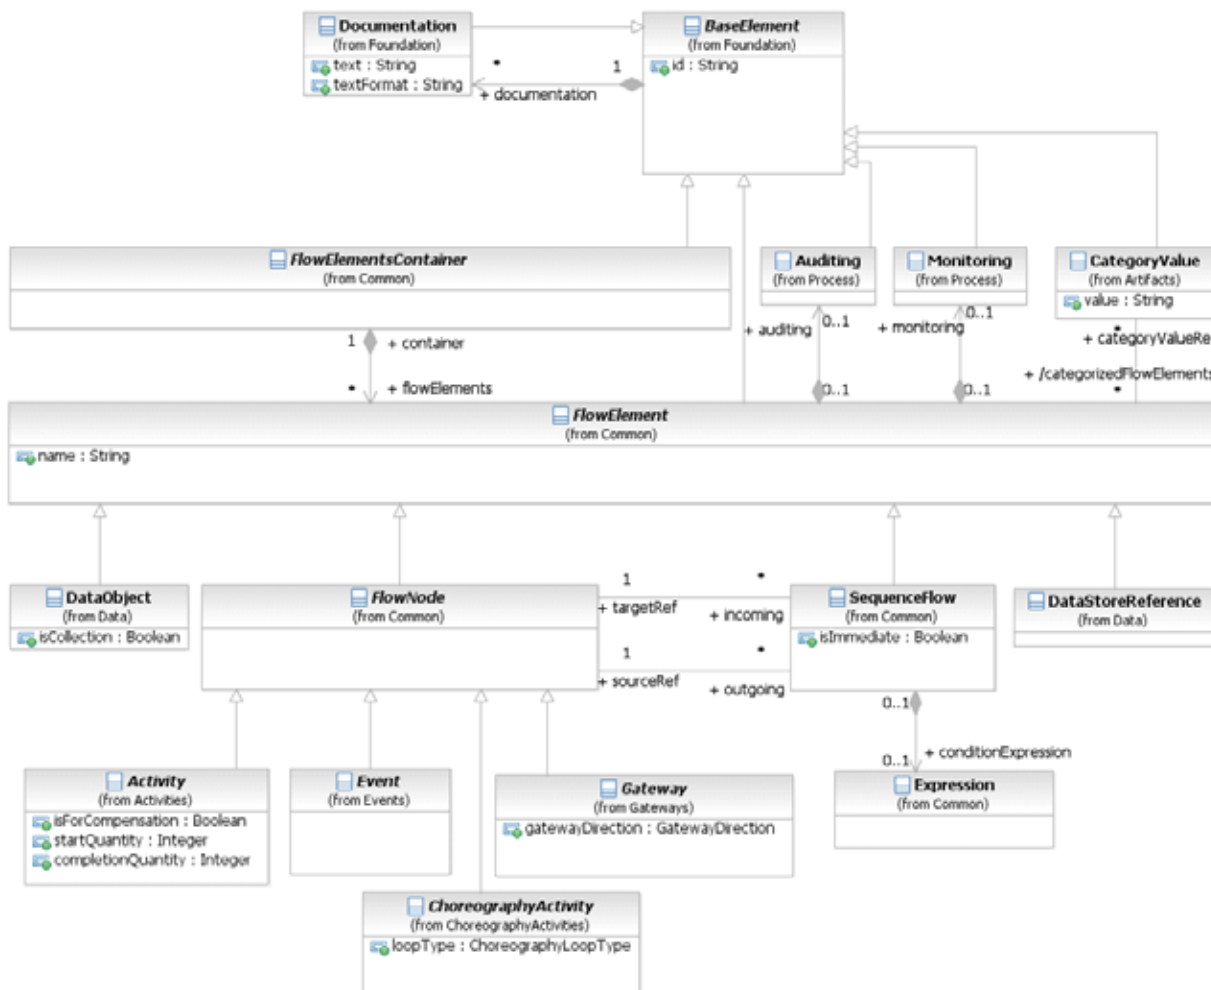 Documentation
(from Foundation)
text : String
textFormat : String
*
1
+ documentation
BaseElement
(from Foundation)
id : String
FlowElementsContainer
(from Common)
Auditing
(from Process)
Monitoring
(from Process)
CategoryValue
(from Artifacts)
value : String
1
+ container
*
+ flowElements
+ auditing
0..1
0..1
+ monitoring
0..1
0..1
*
+ categoryValueRe
+ /categorizedFlowElements
*
FlowElement
(from Common)
name : String
DataObject
(from Data)
isCollection : Boolean
FlowNode
(from Common)
1
+ targetRef
*
+ incoming
1
+ sourceRef
*
+ outgoing
SequenceFlow
(from Common)
isImmediate : Boolean
DataStoreReference
(from Data)
0..1
0..1
+ conditionExpression
Activity
(from Activities)
isForCompensation : Boolean
startQuantity : Integer
completionQuantity : Integer
Event
(from Events)
Gateway
(from Gateways)
gatewayDirection : GatewayDirection
Expression
(from Common)
ChoreographyActivity
(from ChoreographyActivities)
loopType : ChoreographyLoopType